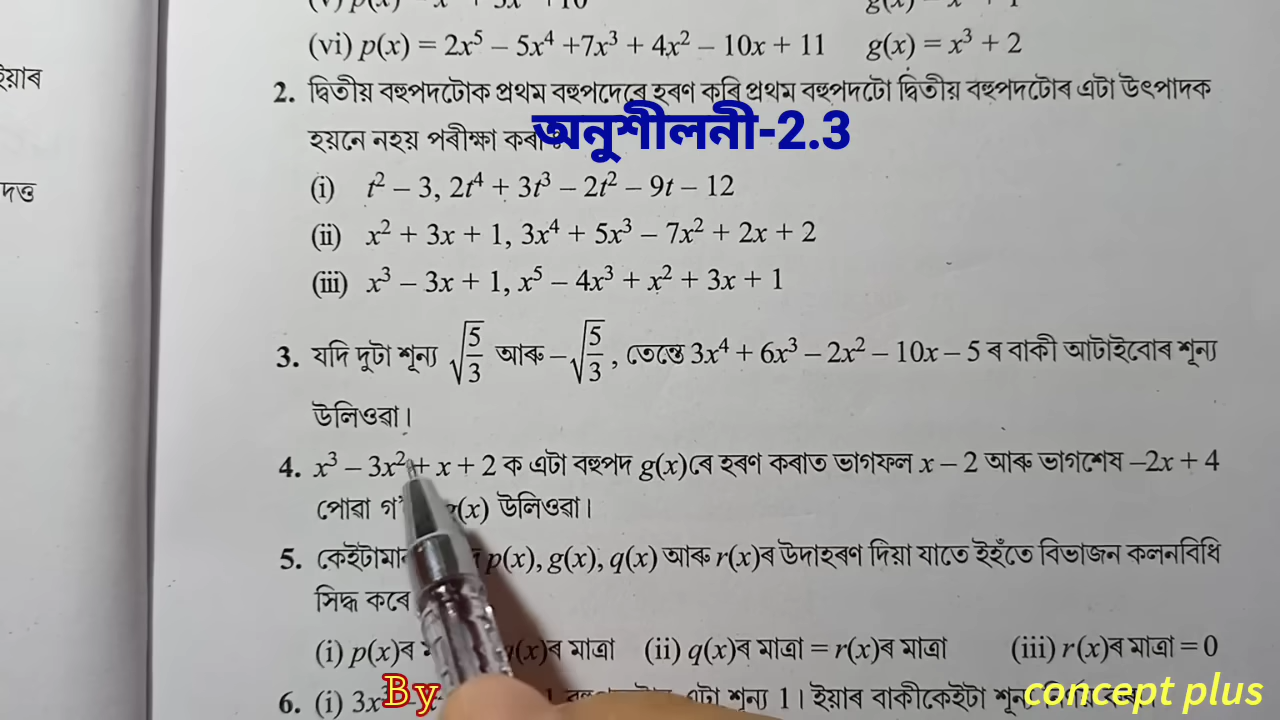 (vi) p(x) = 2x⁵ – 5x⁴ +7x³ + 4x² – 10x + 11 g(x) = x³ + 2
ইয়াৰ
2. দ্বিতীয় বহুপদটোক প্ৰথম বহুপদেৰে হৰণ কৰি প্ৰথম বহুপদটো দ্বিতীয় বহুপদটোৰ এটা উৎপাদক
হয়নে নহয় পৰীক্ষা
অনুশীলনী-2.3
(i) t² – 3, 2t⁴ + 3t³ – 2t² – 9t – 12
(ii) x² + 3x + 1, 3x⁴ + 5x³ – 7x² + 2x + 2
(iii) x³ – 3x + 1, x⁵ – 4x³ + x² + 3x + 1
3. যদি দুটা শূন্য √5/3 আৰু –√5/3, তেন্তে 3x⁴ + 6x³ – 2x² – 10x – 5 ৰ বাকী আটাইবোৰ শূন্য
উলিওৱা।
4. x³ – 3x² + x + 2 ক এটা বহুপদ g(x)ৰে হৰণ কৰাত ভাগফল x – 2 আৰু ভাগশেষ –2x + 4
পোৱা (x) উলিওৱা।
5. p(x), g(x), q(x) আৰু r(x)ৰ উদাহৰণ দিয়া যাতে ইহঁতে বিভাজন কলনবিধি
সিদ্ধ কৰে
(i) p(x)ৰ (x)ৰ মাত্ৰা (ii) q(x)ৰ মাত্ৰা = r(x)ৰ মাত্ৰা (iii) r(x)ৰ মাত্ৰা = 0
6. (i) এটা শূন্য 1। ইয়াৰ বাকীকেইটা শূন্য
By concept plus